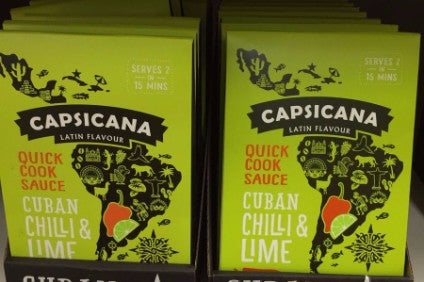 SERVES 2
IN
15 MINS
CAPSICANA
LATIN FLAVOUR
QUICK
COOK
SAUCE
CUBAN
CHILLI &
LIME
SERVES 2
IN
15 MINS
CAPSICANA
LATIN FLAVOUR
QUICK
COOK
SAUCE
CUBAN
CHILLI &
LIME